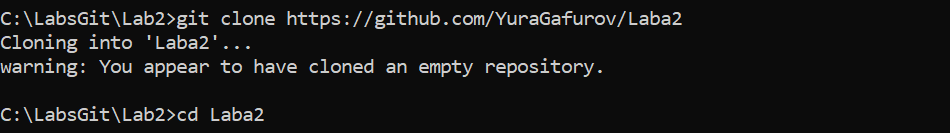 C:\LabsGit\Lab2>git clone https://github.com/YuraGafurov/Laba2
Cloning into 'Laba2'...
warning: You appear to have cloned an empty repository.
C:\LabsGit\Lab2>cd Laba2